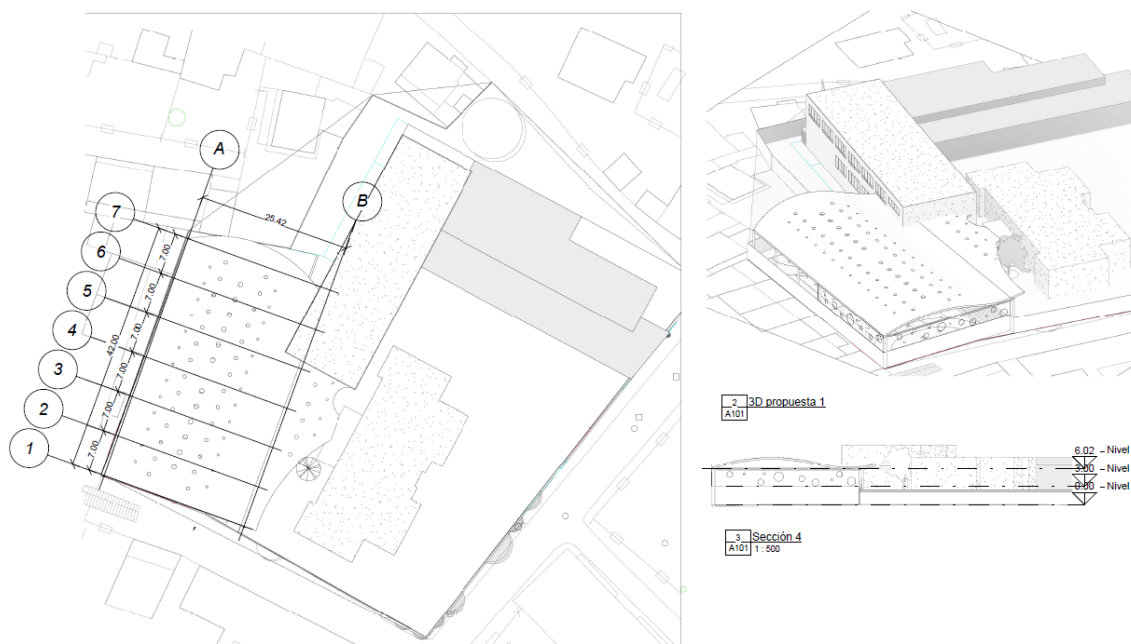 A
B
7
6
5
4
3
2
1
25.42
7.00
7.00
7.00
7.00
7.00
7.00
42.00
2 3D propuesta 1
A101
6.02 Nivel
3.00 Nivel
0.00 Nivel
3 Sección 4
A101 1 : 500